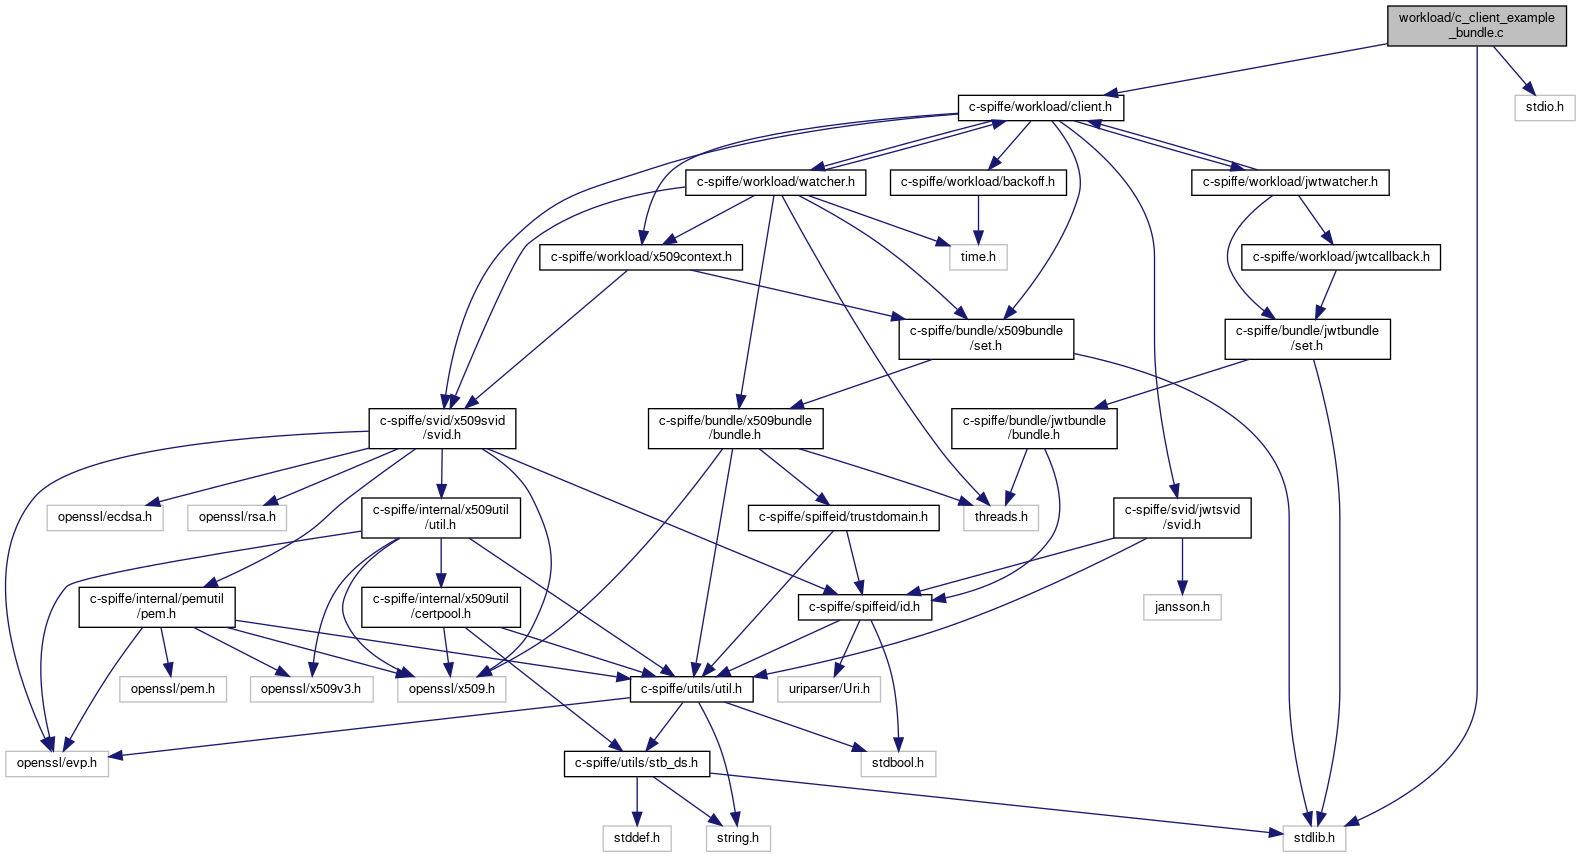 workload/c_client_example
_bundle.c
c-spiffe/workload/client.h
stdio.h
c-spiffe/workload/watcher.h
c-spiffe/workload/backoff.h
c-spiffe/workload/jwtwatcher.h
c-spiffe/workload/x509context.h
time.h
c-spiffe/workload/jwtcallback.h
c-spiffe/bundle/x509bundle
/set.h
c-spiffe/bundle/jwtbundle
/set.h
c-spiffe/svid/x509svid
/svid.h
c-spiffe/bundle/x509bundle
/bundle.h
c-spiffe/bundle/jwtbundle
/bundle.h
openssl/ecdsa.h
openssl/rsa.h
c-spiffe/internal/x509util
/util.h
c-spiffe/spiffeid/trustdomain.h
threads.h
c-spiffe/svid/jwtsvid
/svid.h
c-spiffe/internal/pemutil
/pem.h
c-spiffe/internal/x509util
/certpool.h
c-spiffe/spiffeid/id.h
jansson.h
openssl/pem.h
openssl/x509v3.h
openssl/x509.h
c-spiffe/utils/util.h
uriparser/Uri.h
openssl/evp.h
c-spiffe/utils/stb_ds.h
stdbool.h
stddef.h
string.h
stdlib.h